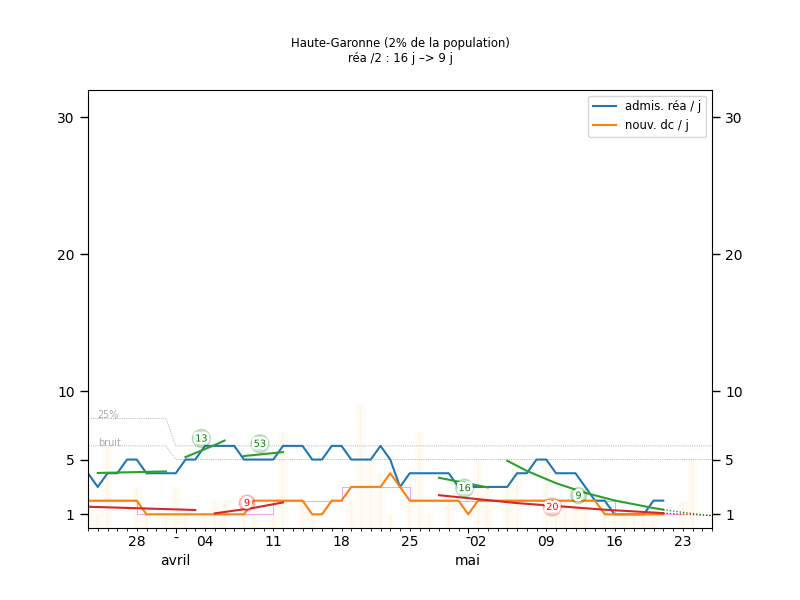 Haute-Garonne (2% de la population)
réa /2 : 16 j –> 9 j
admis. réa / j
nouv. dc / j
30 30
20 20
10 10
5 5
1 1
25%
bruit
13
53
9
16
9
20
28 - 04 11 18 25 -02 09 16 23
avril mai